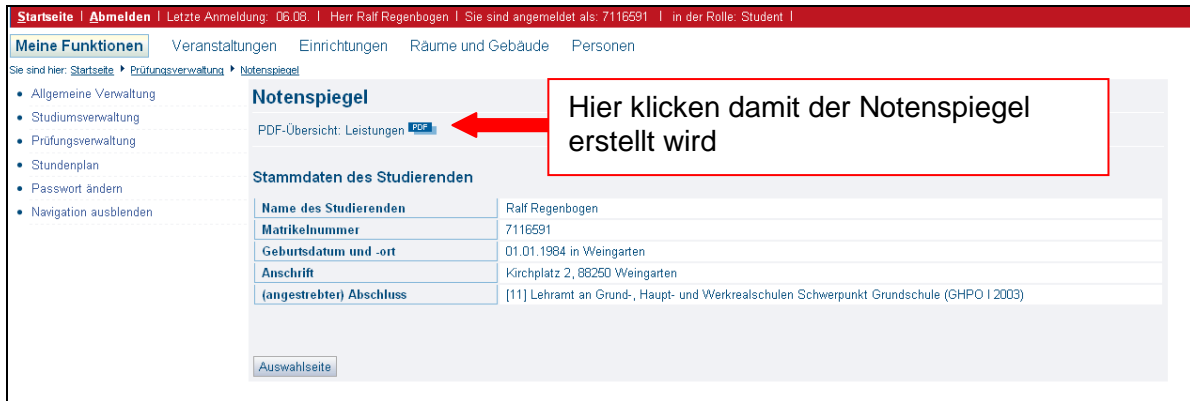 Startseite | Abmelden | Letzte Anmeldung: 06.08. | Herr Ralf Regenbogen | Sie sind angemeldet als: 7116591 | in der Rolle: Student |
Meine Funktionen Veranstaltungen Einrichtungen Räume und Gebäude Personen
Sie sind hier: Startseite Prüfungsverwaltung Notenspiegel
Allgemeine Verwaltung
Studiumsverwaltung
Prüfungsverwaltung
Stundenplan
Passwort ändern
Navigation ausblenden
Notenspiegel
PDF-Übersicht: Leistungen PDF
Hier klicken damit der Notenspiegel
erstellt wird
Stammdaten des Studierenden
Name des Studierenden Ralf Regenbogen
Matrikelnummer 7116591
Geburtsdatum und -ort 01.01.1984 in Weingarten
Anschrift Kirchplatz 2, 88250 Weingarten
(angestrebter) Abschluss [11] Lehramt an Grund-, Haupt- und Werkrealschulen Schwerpunkt Grundschule (GHPO I 2003)
Auswahlseite